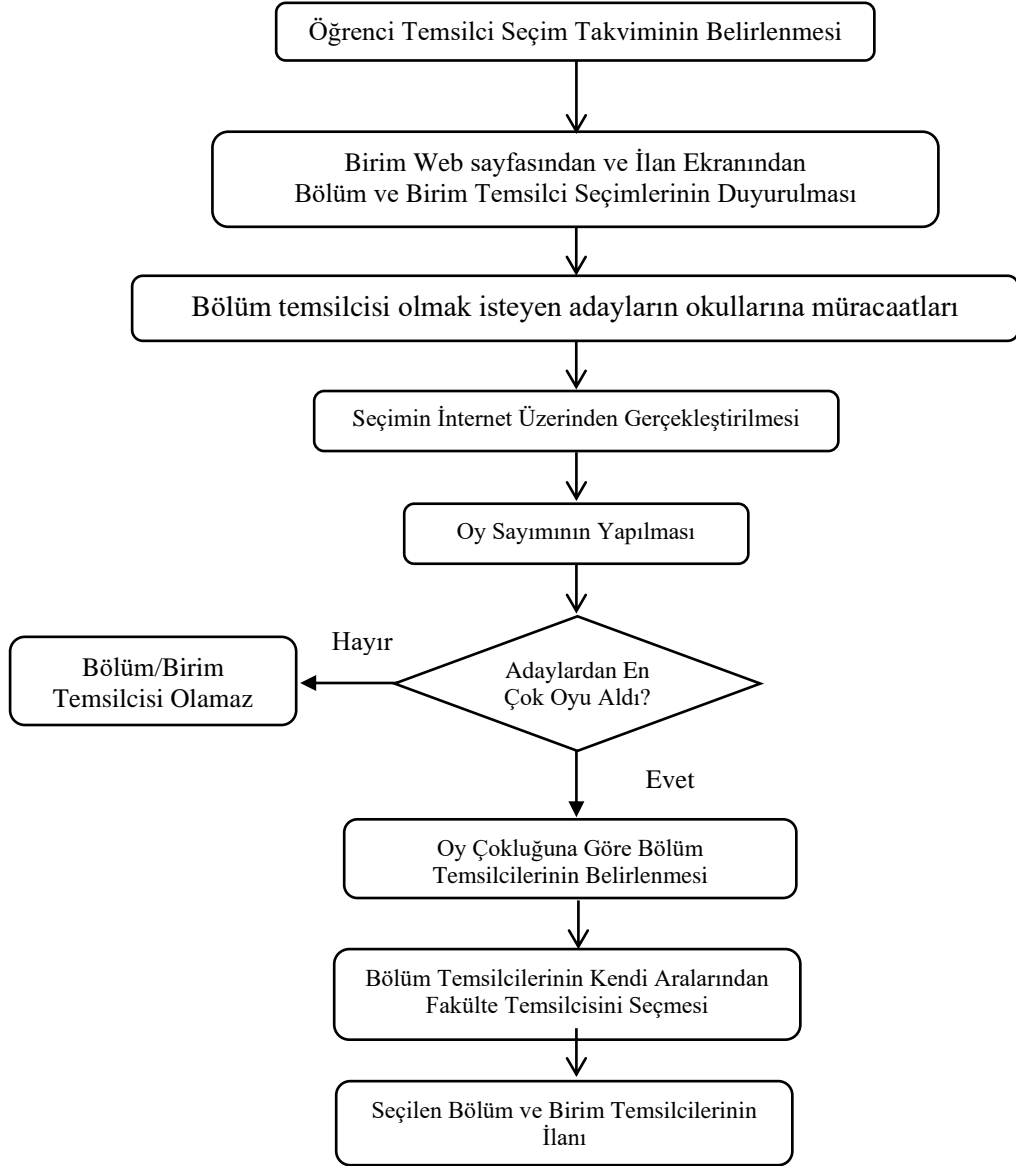 Öğrenci Temsilci Seçim Takviminin Belirlenmesi
Birim Web sayfasından ve İlan Ekranından
Bölüm ve Birim Temsilci Seçimlerinin Duyurulması
Bölüm temsilcisi olmak isteyen adayların okullarına müracaatları
Seçimin İnternet Üzerinden Gerçekleştirilmesi
Oy Sayımının Yapılması
Hayır
Bölüm/Birim
Temsilcisi Olamaz
Adaylardan En
Çok Oyu Aldı?
Evet
Oy Çokluğuna Göre Bölüm
Temsilcilerinin Belirlenmesi
Bölüm Temsilcilerinin Kendi Aralarından
Fakülte Temsilcisini Seçmesi
Seçilen Bölüm ve Birim Temsilcilerinin
İlanı